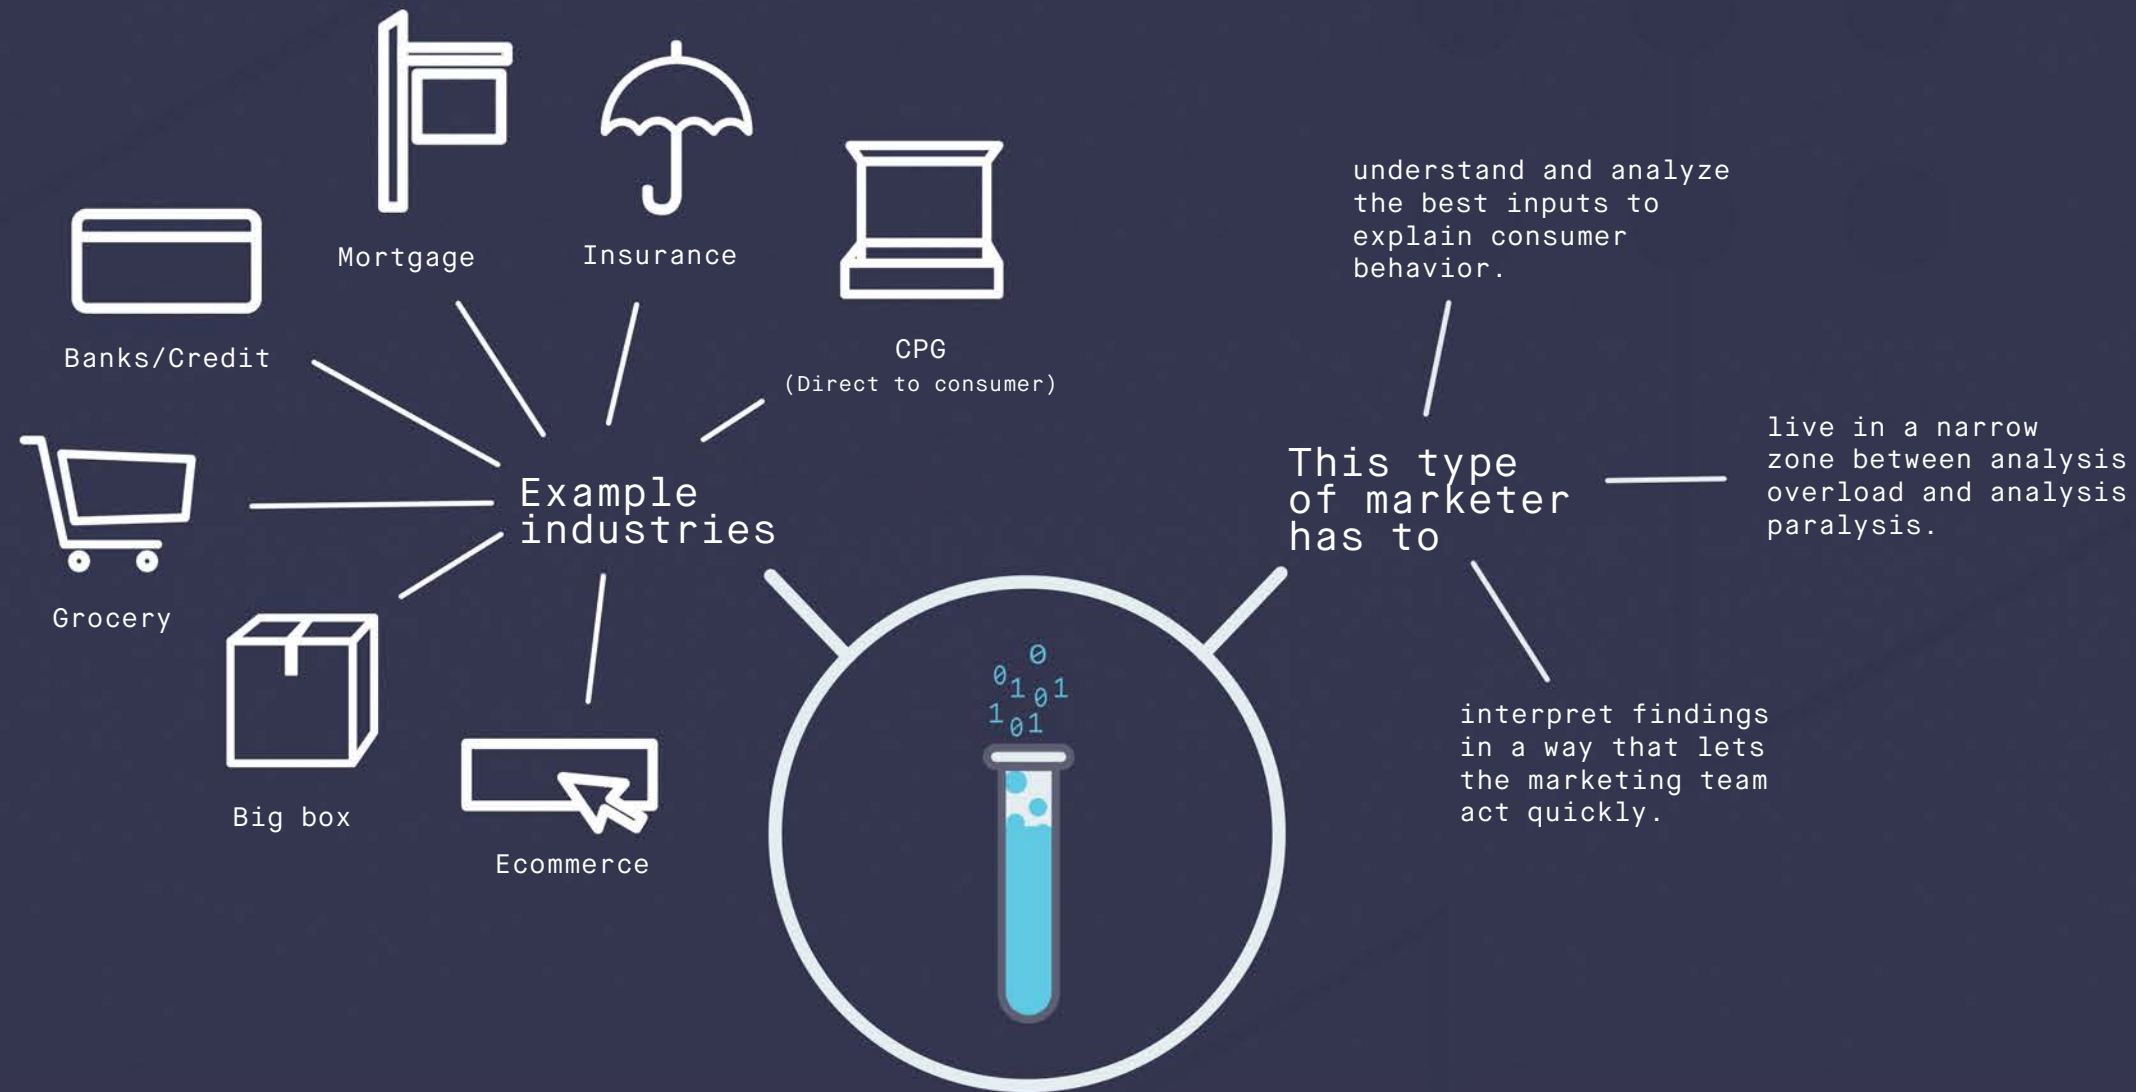 Mortgage
Insurance
CPG
(Direct to consumer)
Banks/Credit
Grocery
Big box
Ecommerce
Example
industries
This type
of marketer
has to
understand and analyze
the best inputs to
explain consumer
behavior.
live in a narrow
zone between analysis
overload and analysis
paralysis.
interpret findings
in a way that lets
the marketing team
act quickly.
0
0
1
0
1
1
0
1